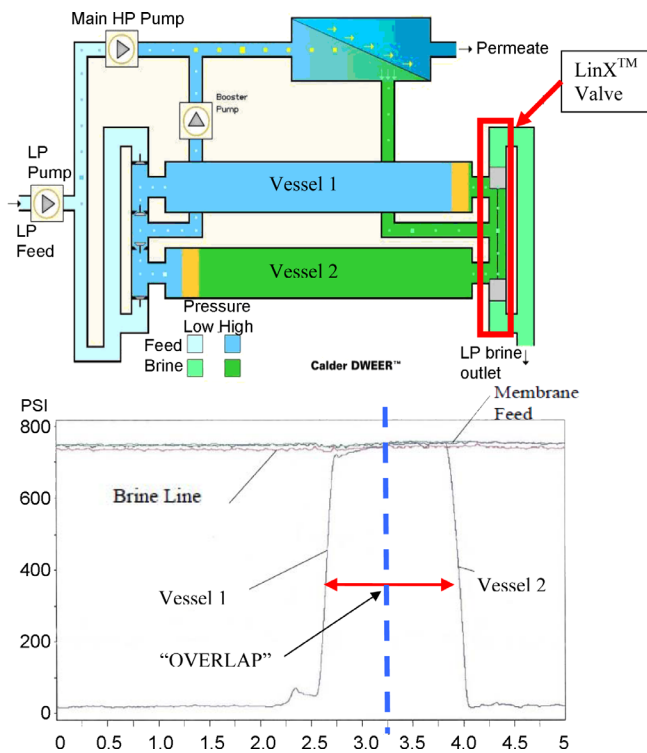 Main HP Pump
Permeate
LinX™
Valve
Booster
Pump
LP
Pump
Vessel 1
LP
Feed
Vessel 2
Pressure
Low High
Feed
Brine
Calder DWEER™
LP brine
outlet
PSI
Membrane
Feed
800
Brine Line
600
400
Vessel 1
Vessel 2
200
“OVERLAP”
0
0 0.5 1.0 1.5 2.0 2.5 3.0 3.5 4.0 4.5 5